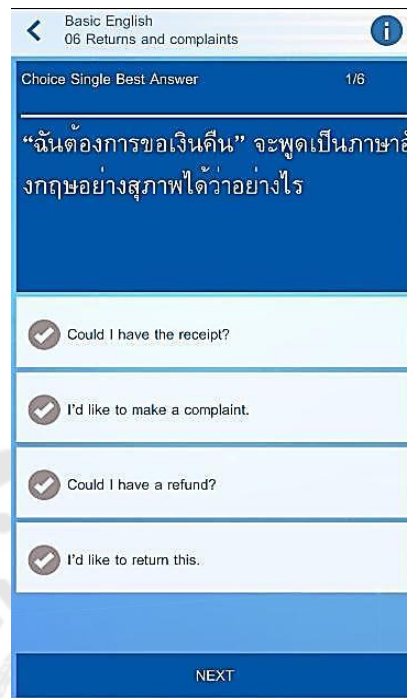 Basic English
06 Returns and complaints
Choice Single Best Answer 1/6
“ฉันต้องการขอเงินคืน” จะพูดเป็นภาษาอั
งกฤษอย่างสุภาพได้ว่าอย่างไร
Could I have the receipt?
I'd like to make a complaint.
Could I have a refund?
I'd like to return this.
NEXT